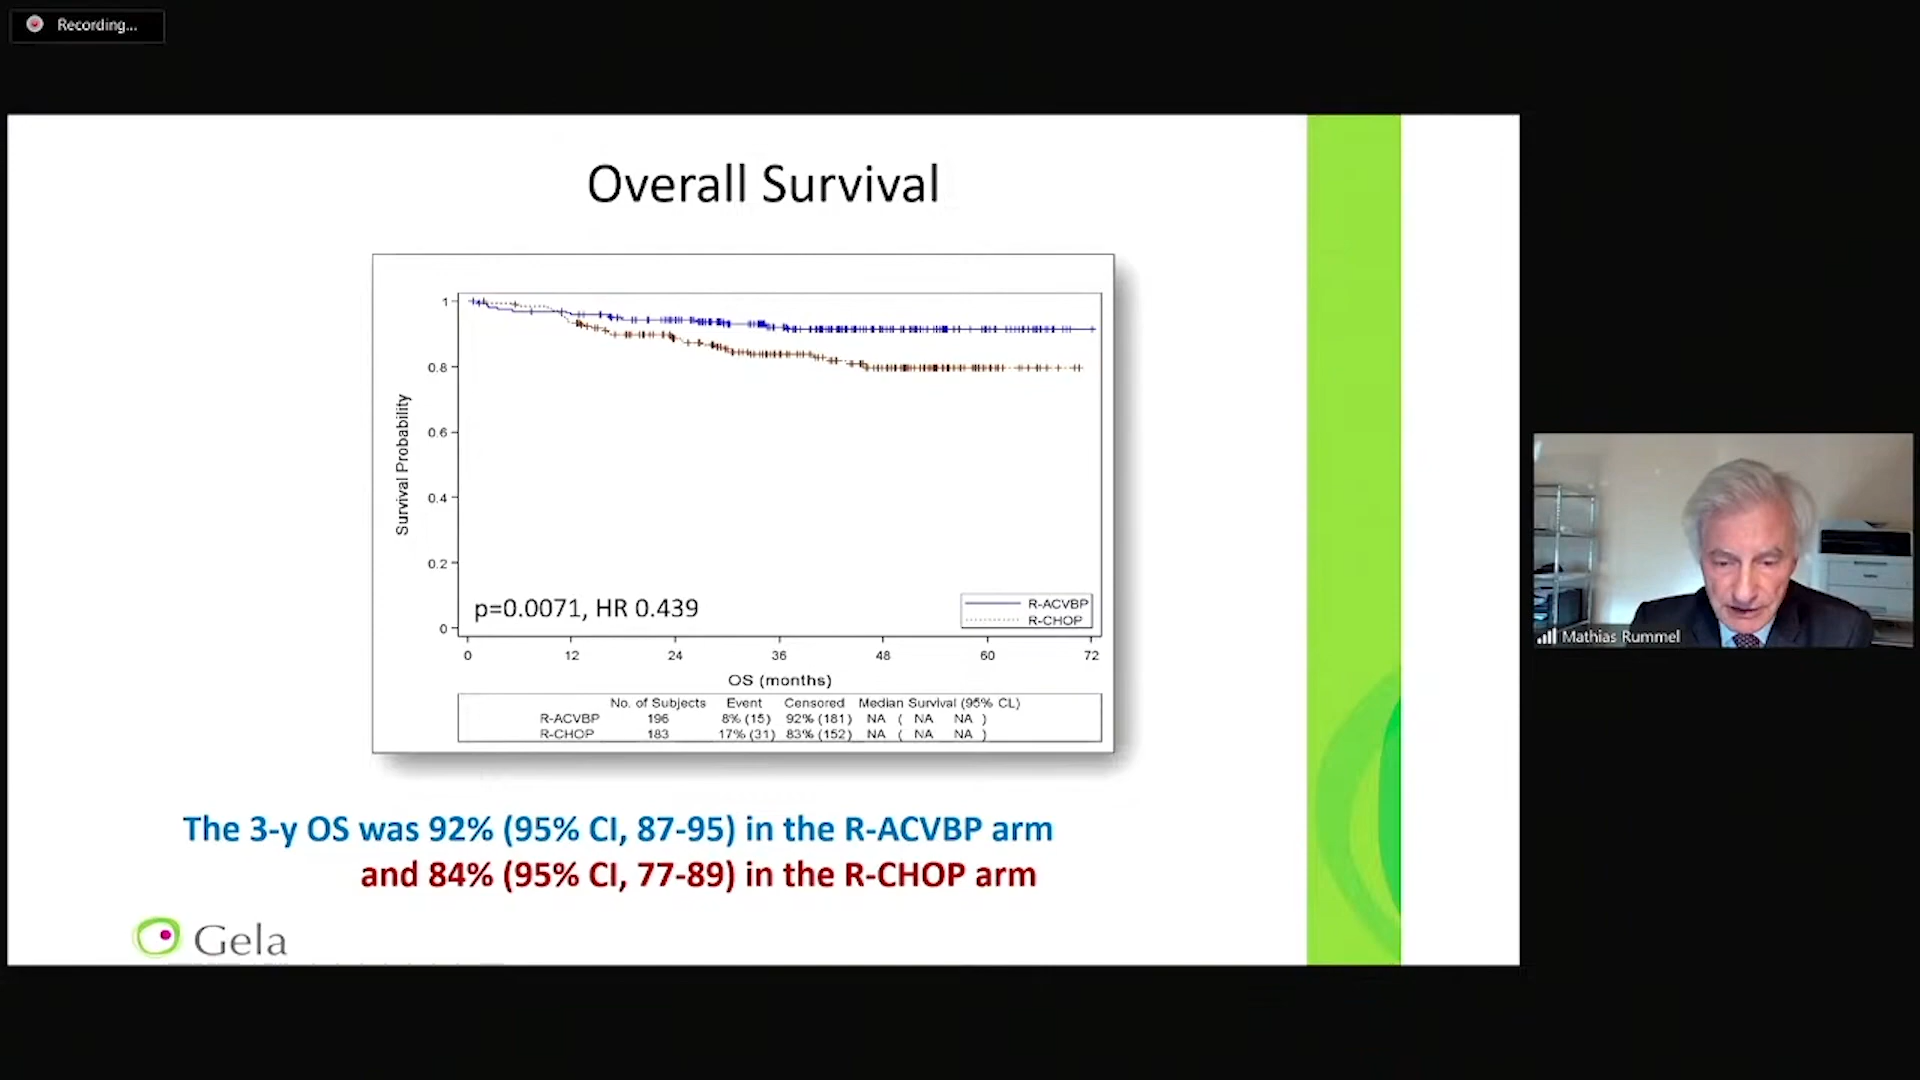 Recording...
Overall Survival
1
0.8
0.6
0.4
0.2
0
Survival Probability
p=0.0071, HR 0.439
R-ACVBP
R-CHOP
0 12 24 36 48 60 72
OS (months)
No. of Subjects Event Censored Median Survival (95% CL)
R-ACVBP 196 8% (15) 92% (181) NA ( NA NA )
R-CHOP 183 17% (31) 83% (152) NA ( NA NA )
The 3-y OS was 92% (95% CI, 87-95) in the R-ACVBP arm
and 84% (95% CI, 77-89) in the R-CHOP arm
Gela
Mathias Rummel